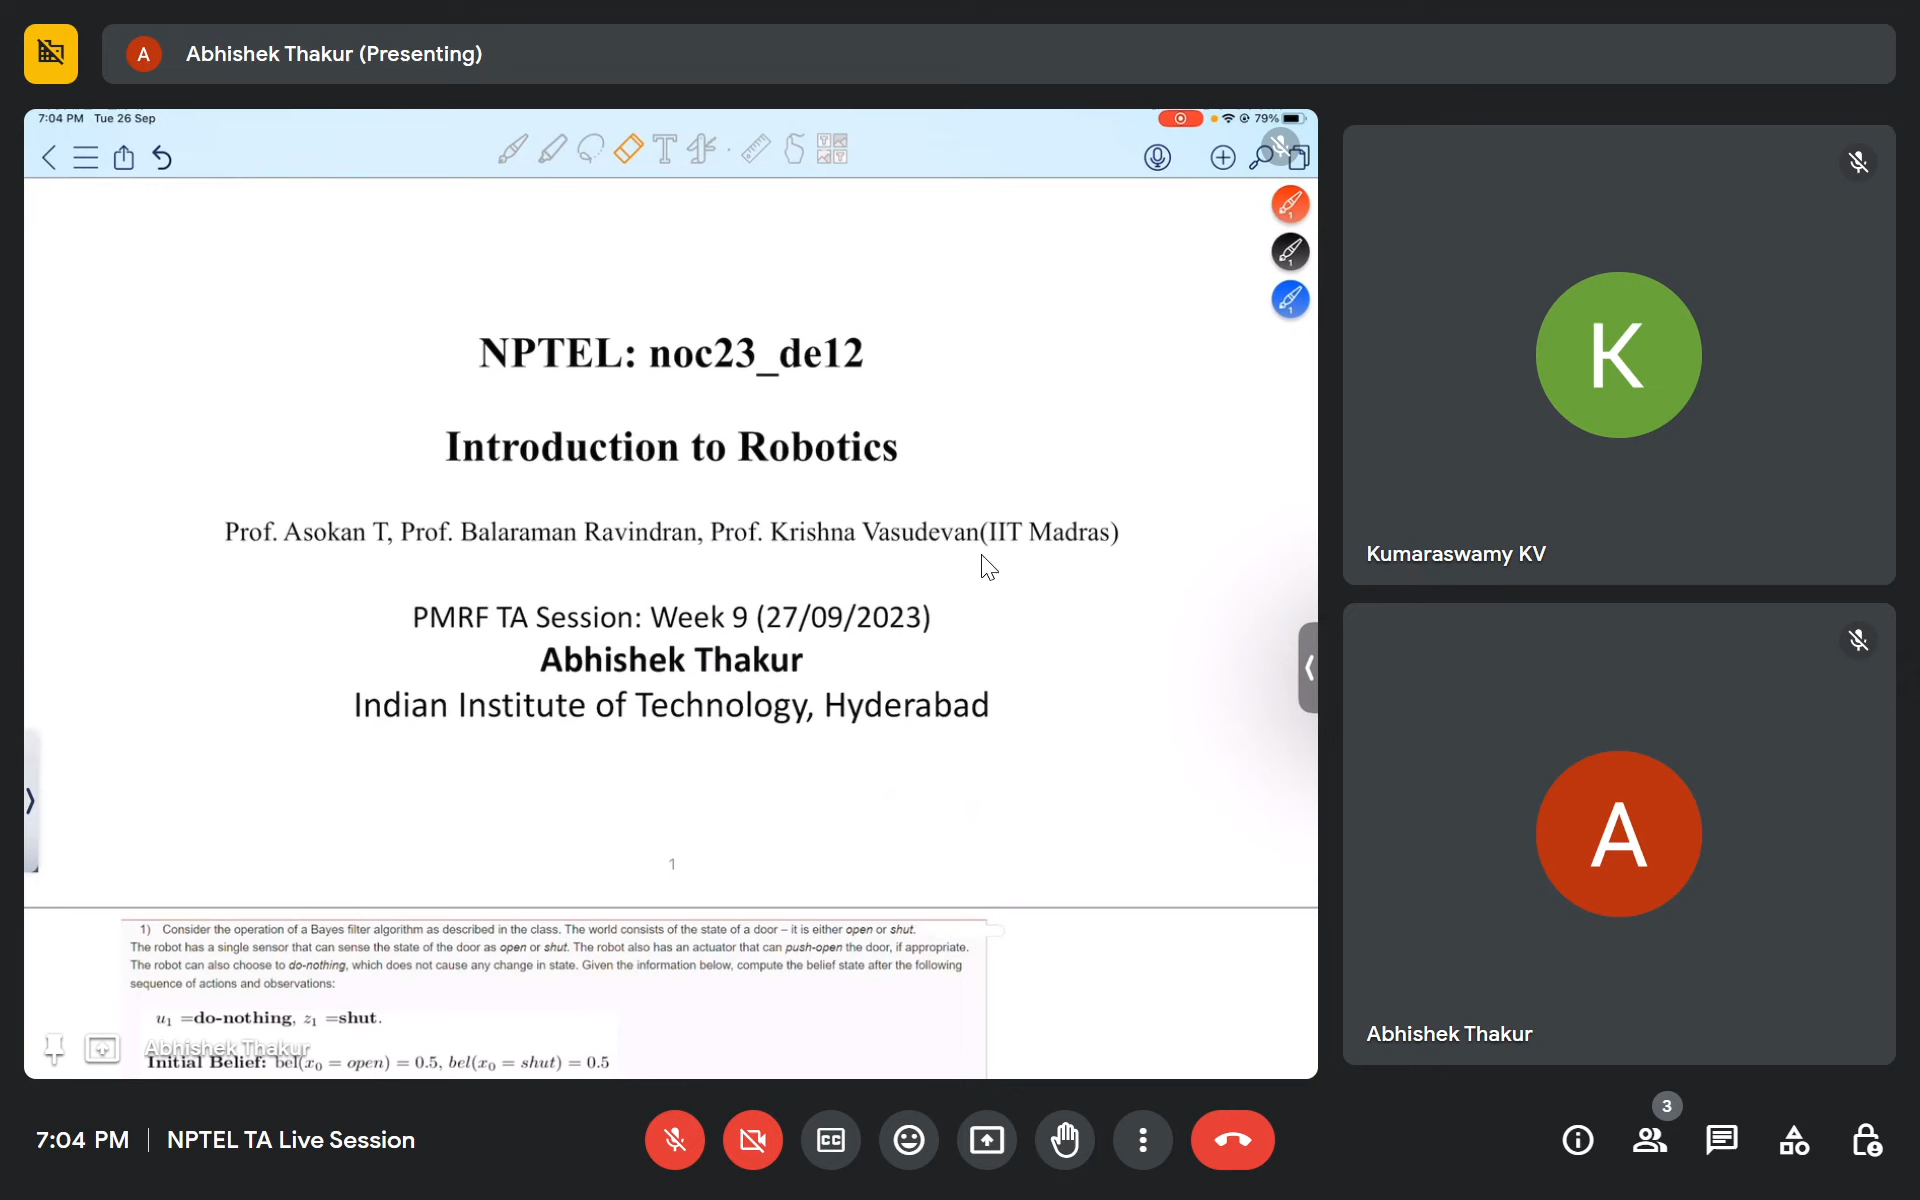 A Abhishek Thakur (Presenting)
7:04 PM Tue 26 Sep
79%
1
1
1
NPTEL: noc23_de12
Introduction to Robotics
Prof. Asokan T, Prof. Balaraman Ravindran, Prof. Krishna Vasudevan(IIT Madras)
PMRF TA Session: Week 9 (27/09/2023)
Abhishek Thakur
Indian Institute of Technology, Hyderabad
1
1) Consider the operation of a Bayes filter algorithm as described in the class. The world consists of the state of a door – it is either open or shut.
The robot has a single sensor that can sense the state of the door as open or shut. The robot also has an actuator that can push-open the door, if appropriate.
The robot can also choose to do-nothing, which does not cause any change in state. Given the information below, compute the belief state after the following
sequence of actions and observations:
u₁ =do-nothing, z₁ =shut.
Abhishek Thakur
Initial Belief: bel(x₀ = open) = 0.5, bel(x₀ = shut) = 0.5
K
Kumaraswamy KV
A
Abhishek Thakur
7:04 PM | NPTEL TA Live Session
CC
3